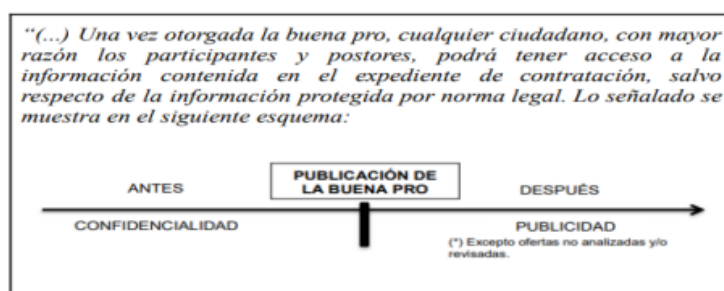 “(...) Una vez otorgada la buena pro, cualquier ciudadano, con mayor
razón los participantes y postores, podrá tener acceso a la
información contenida en el expediente de contratación, salvo
respecto de la información protegida por norma legal. Lo señalado se
muestra en el siguiente esquema:
ANTES
PUBLICACIÓN DE
LA BUENA PRO
DESPUÉS
CONFIDENCIALIDAD
PUBLICIDAD
(*) Excepto ofertas no analizadas y/o
revisadas.